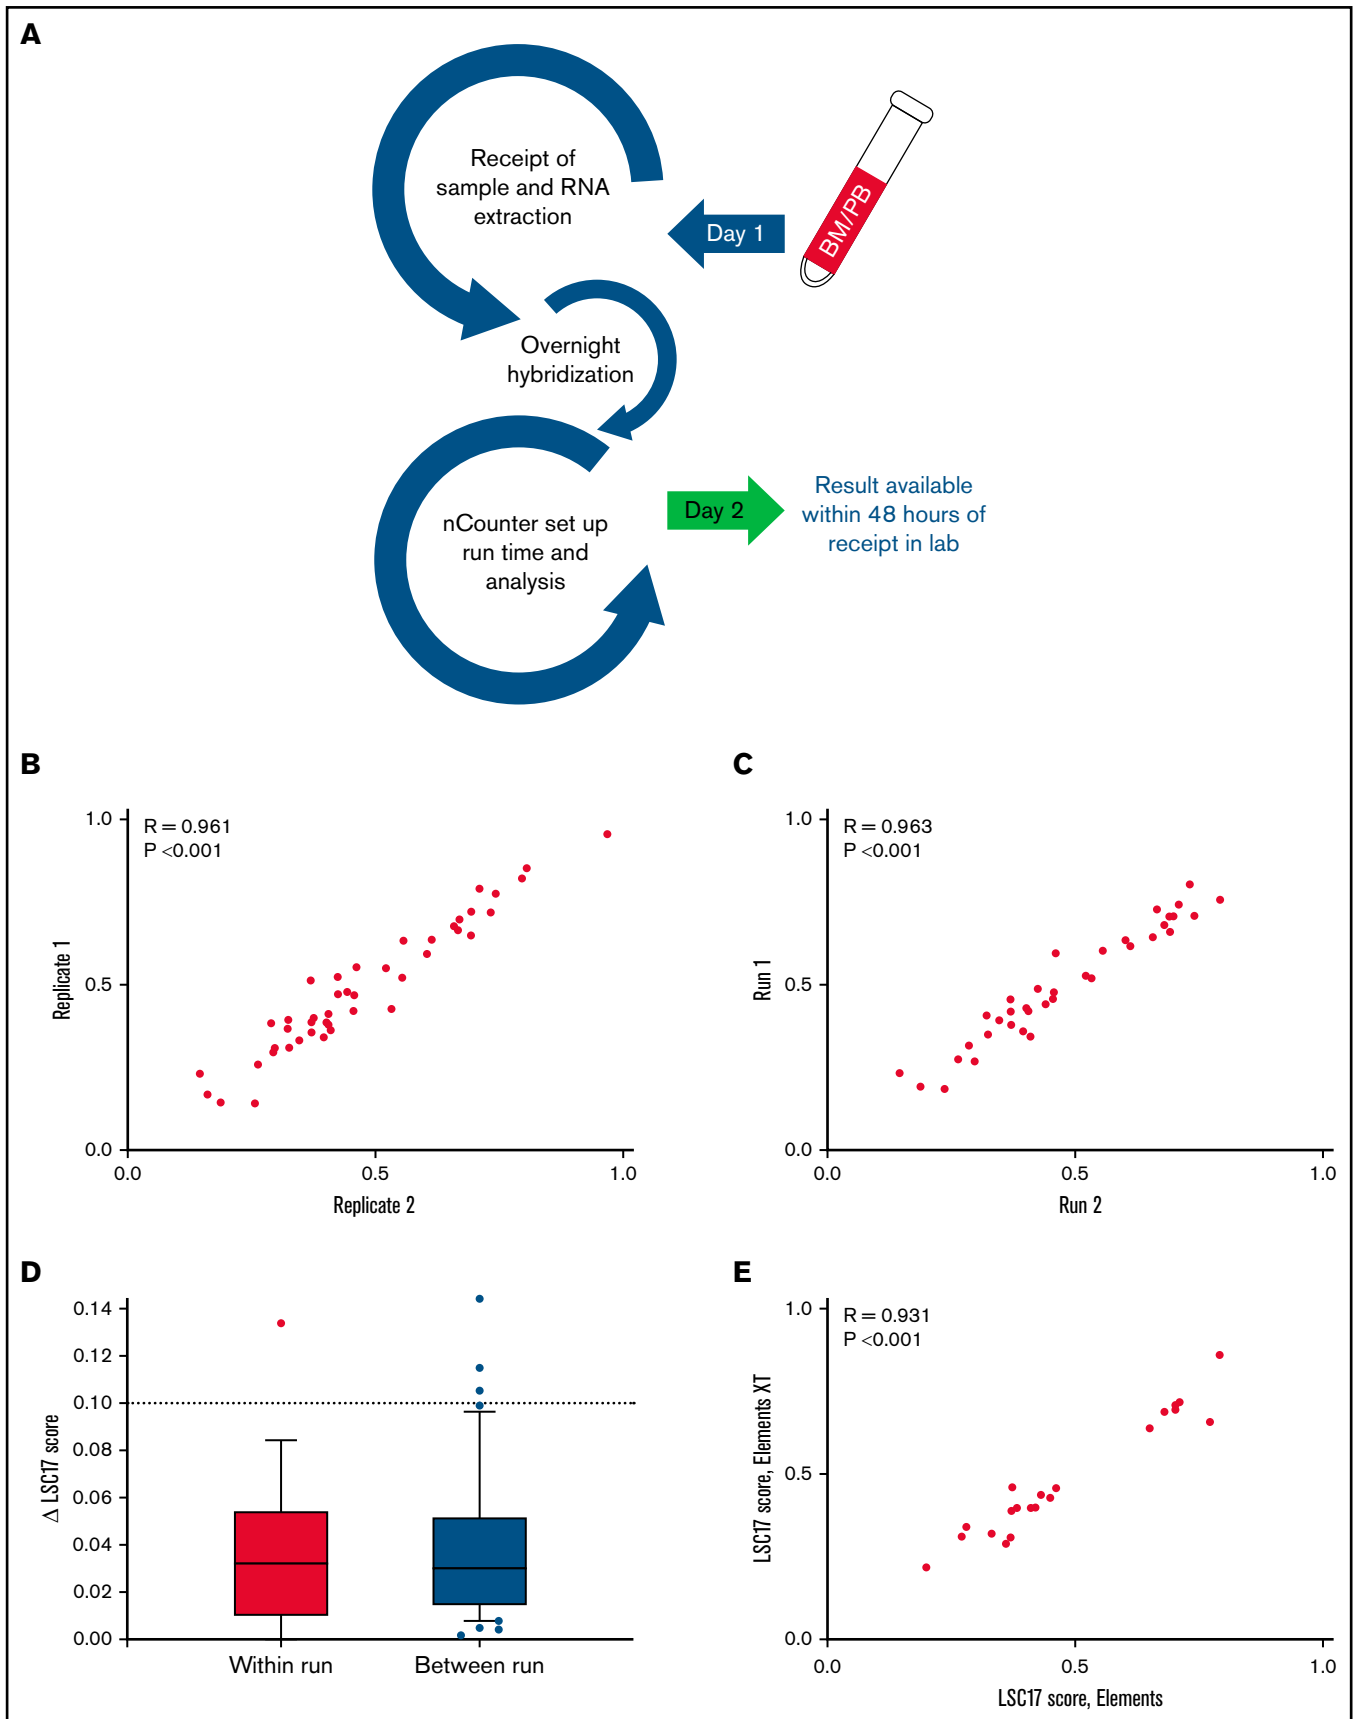 A
Receipt of
sample and RNA
extraction
Day 1
BM/PB
Overnight
hybridization
nCounter set up
run time and
analysis
Day 2
Result available
within 48 hours of
receipt in lab
B
R = 0.961
P <0.001
1.0
0.5
0.0
Replicate 1
0.0 0.5 1.0
Replicate 2
C
R = 0.963
P <0.001
1.0
0.5
0.0
Run 1
0.0 0.5 1.0
Run 2
D
0.14
0.12
0.10
0.08
0.06
0.04
0.02
0.00
Δ LSC17 score
Within run Between run
E
R = 0.931
P <0.001
1.0
0.5
0.0
LSC17 score, Elements XT
0.0 0.5 1.0
LSC17 score, Elements